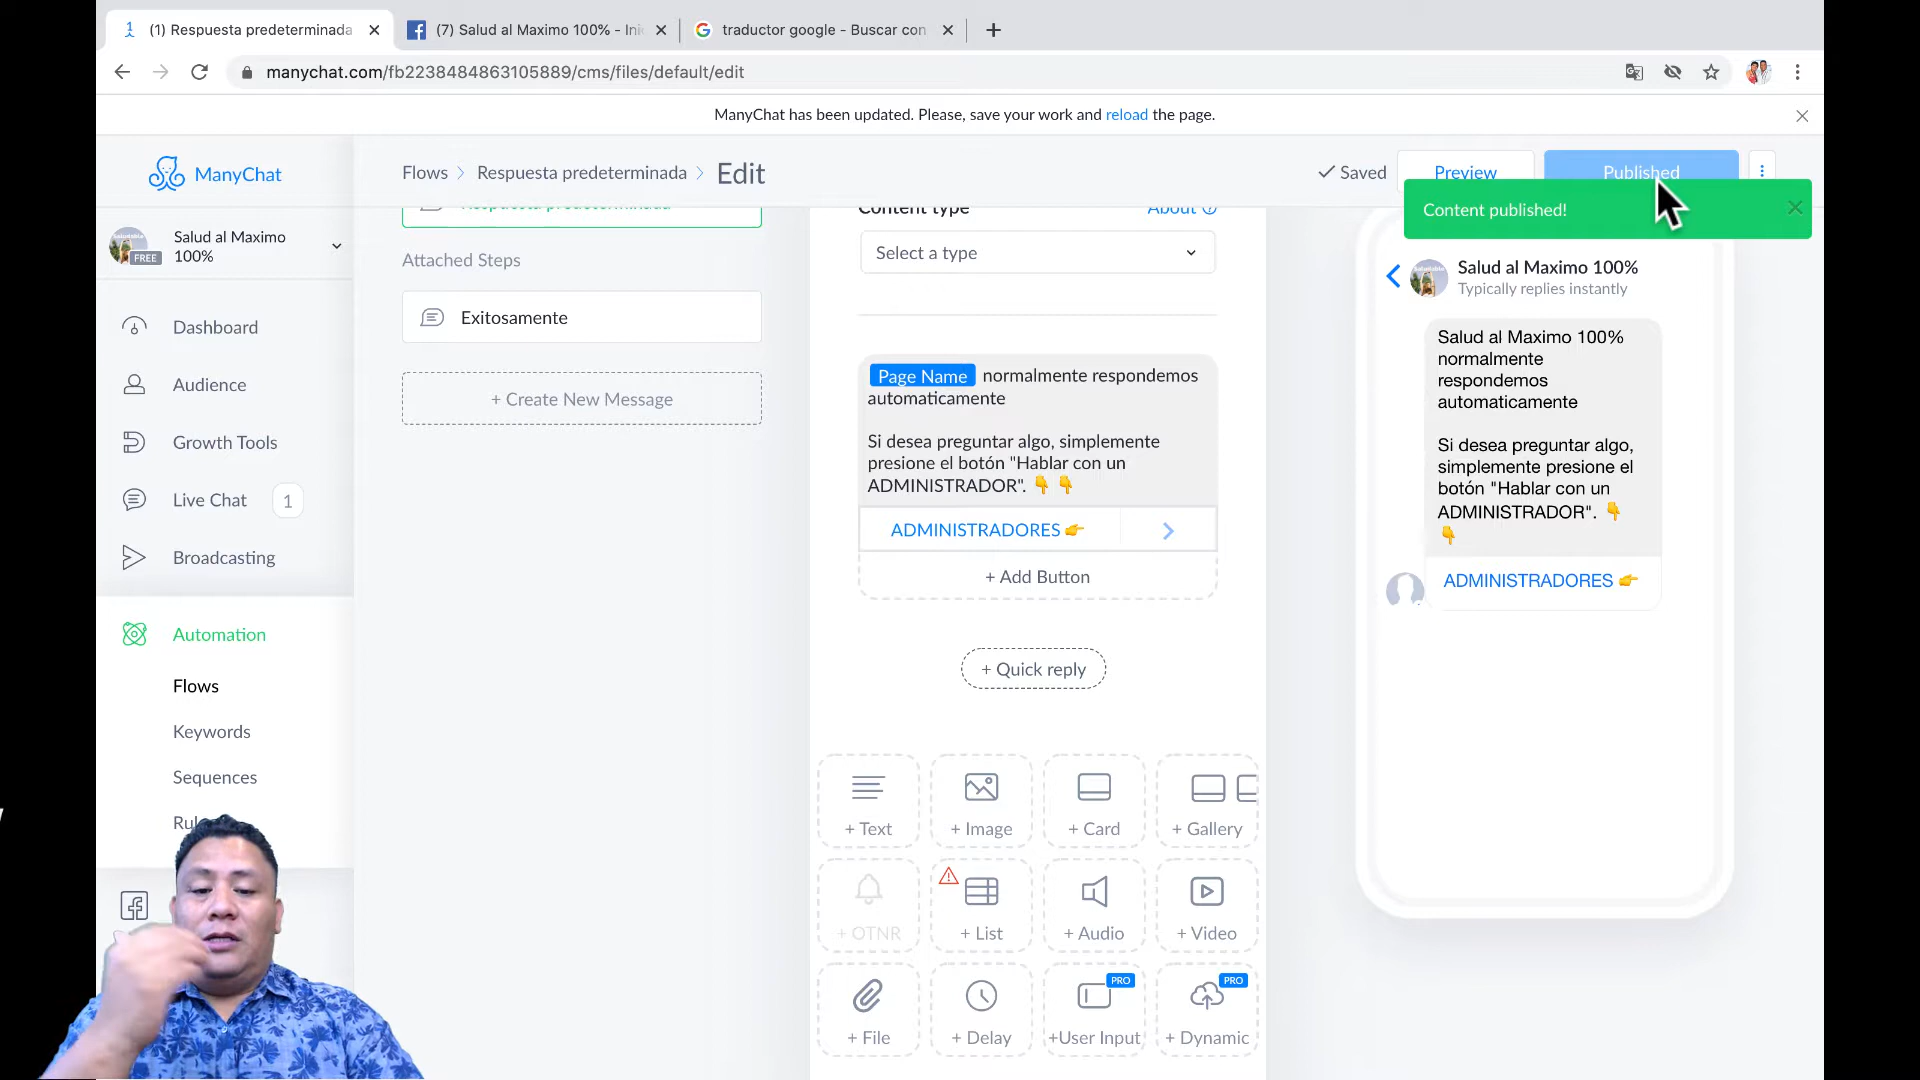 (1) Respuesta predeterminada
(7) Salud al Maximo 100% - Ini
traductor google - Buscar con
manychat.com/fb2238484863105889/cms/files/default/edit
ManyChat has been updated. Please, save your work and reload the page.
ManyChat
Flows > Respuesta predeterminada > Edit
Saved
Preview
Published
Content published!
Salud al Maximo
100%
FREE
Dashboard
Audience
Growth Tools
Live Chat
1
Broadcasting
Automation
Flows
Keywords
Sequences
Respuesta predeterminada
Attached Steps
Exitosamente
+ Create New Message
Content type
About
Select a type
Page Name normalmente respondemos
automaticamente
Si desea preguntar algo, simplemente
presione el botón "Hablar con un
ADMINISTRADOR". 👇 👇
ADMINISTRADORES 👉
+ Add Button
+ Quick reply
+ Text
+ Image
+ Card
+ Gallery
+ OTNR
+ List
+ Audio
+ Video
+ File
+ Delay
PRO
+User Input
PRO
+ Dynamic
Salud al Maximo 100%
Typically replies instantly
Salud al Maximo 100%
normalmente
respondemos
automaticamente
Si desea preguntar algo,
simplemente presione el
botón "Hablar con un
ADMINISTRADOR". 👇
👇
ADMINISTRADORES 👉